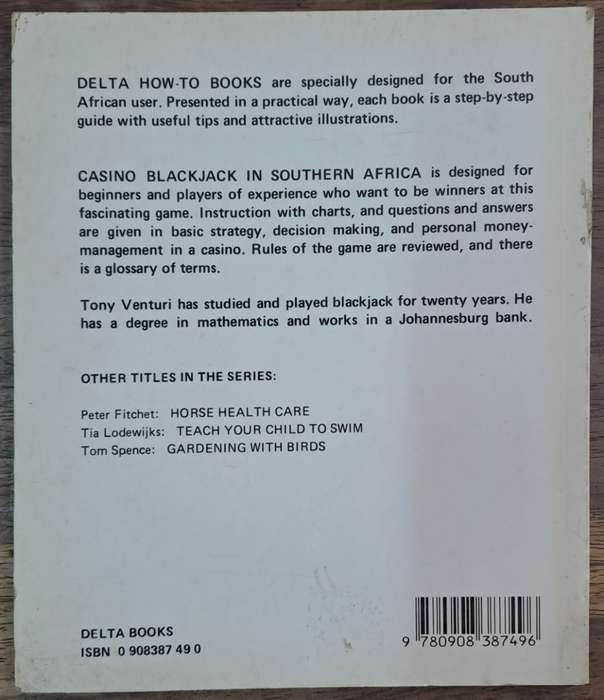 DELTA HOW-TO BOOKS are specially designed for the South
African user. Presented in a practical way, each book is a step-by-step
guide with useful tips and attractive illustrations.
CASINO BLACKJACK IN SOUTHERN AFRICA is designed for
beginners and players of experience who want to be winners at this
fascinating game. Instruction with charts, and questions and answers
are given in basic strategy, decision making, and personal money-
management in a casino. Rules of the game are reviewed, and there
is a glossary of terms.
Tony Venturi has studied and played blackjack for twenty years. He
has a degree in mathematics and works in a Johannesburg bank.
OTHER TITLES IN THE SERIES:
Peter Fitchet: HORSE HEALTH CARE
Tia Lodewijks: TEACH YOUR CHILD TO SWIM
Tom Spence: GARDENING WITH BIRDS
DELTA BOOKS
ISBN 0 908387 49 0
9 780908 387496